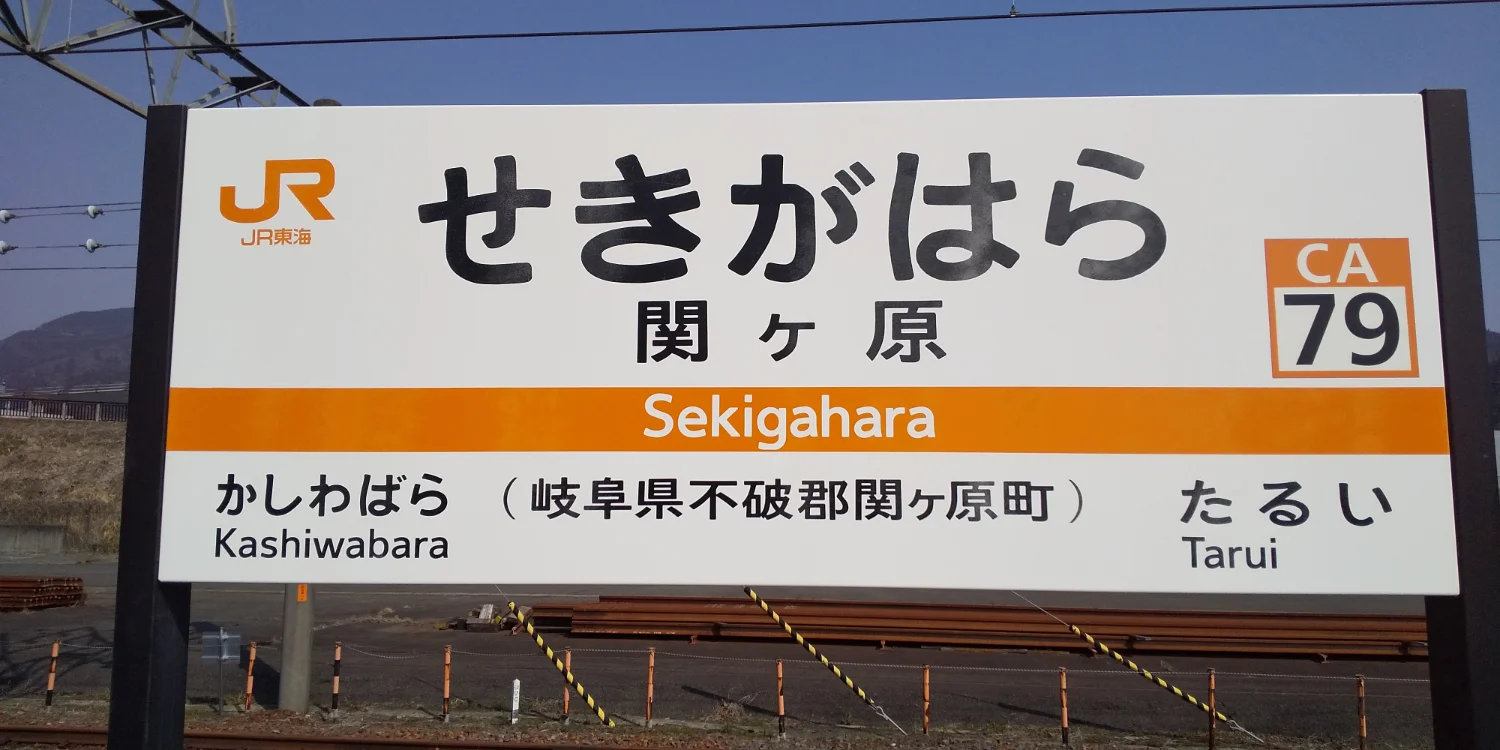 JR
JR東海
せきがはら
関ヶ原
CA
79
Sekigahara
かしわばら
Kashiwabara
(岐阜県不破郡関ヶ原町)
たるい
Tarui